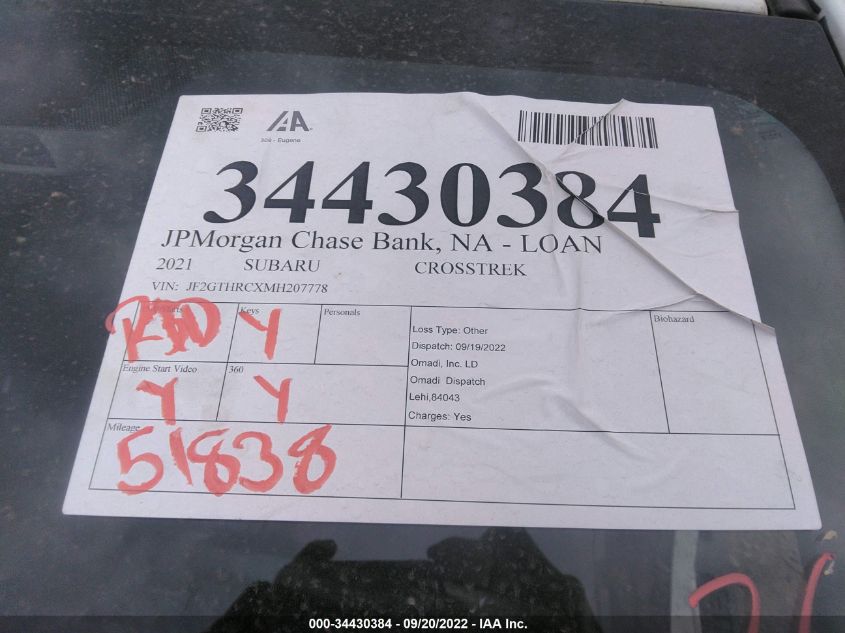 IAA
509 - Eugene
34430384
JPMorgan Chase Bank, NA - LOAN
2021 SUBARU CROSSTREK
VIN: JF2GTHRCXMH207778
Keys Personals Biohazard
R&D Y
Loss Type: Other
Dispatch: 09/19/2022
Omadi, Inc. LD
Engine Start Video 360
Omadi Dispatch
Y Y
Lehi,84043
Charges: Yes
Mileage
51838
000-34430384 - 09/20/2022 - IAA Inc.